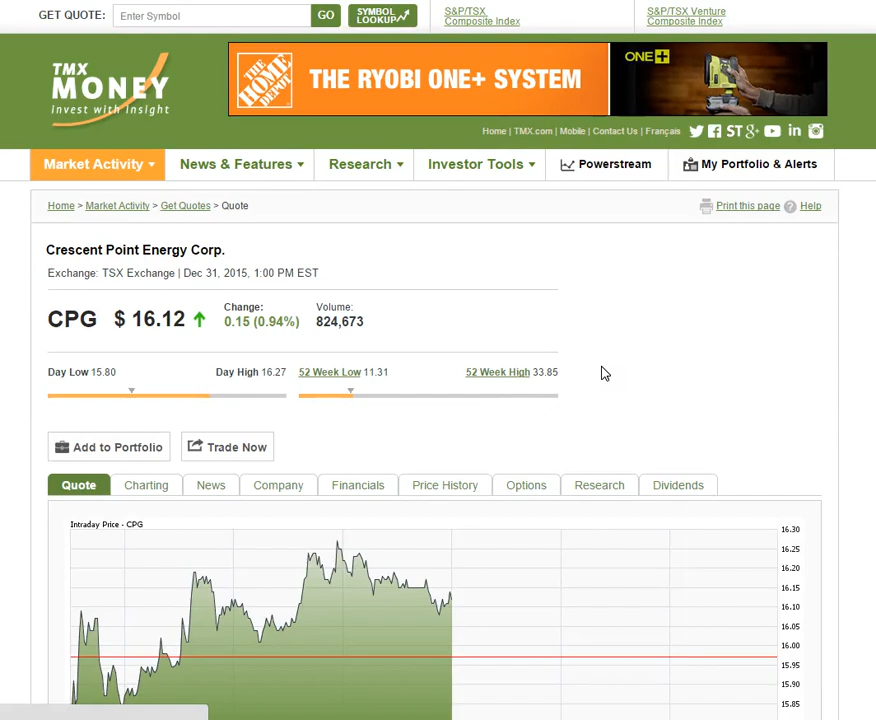 GET QUOTE:
Enter Symbol
GO
SYMBOL
LOOKUP
S&P/TSX
Composite Index
S&P/TSX Venture
Composite Index
TMX
MONEY
invest with insight
THE HOME DEPOT
THE RYOBI ONE+ SYSTEM
ONE+
Home | TMX.com | Mobile | Contact Us | Français
ST
Market Activity
News & Features
Research
Investor Tools
Powerstream
My Portfolio & Alerts
Home > Market Activity > Get Quotes > Quote
Print this page
Help
Crescent Point Energy Corp.
Exchange: TSX Exchange | Dec 31, 2015, 1:00 PM EST
CPG $ 16.12
Change:
0.15 (0.94%)
Volume:
824,673
Day Low 15.80
Day High 16.27
52 Week Low 11.31
52 Week High 33.85
Add to Portfolio
Trade Now
Quote
Charting
News
Company
Financials
Price History
Options
Research
Dividends
Intraday Price - CPG
16.30
16.25
16.20
16.15
16.10
16.05
16.00
15.95
15.90
15.85